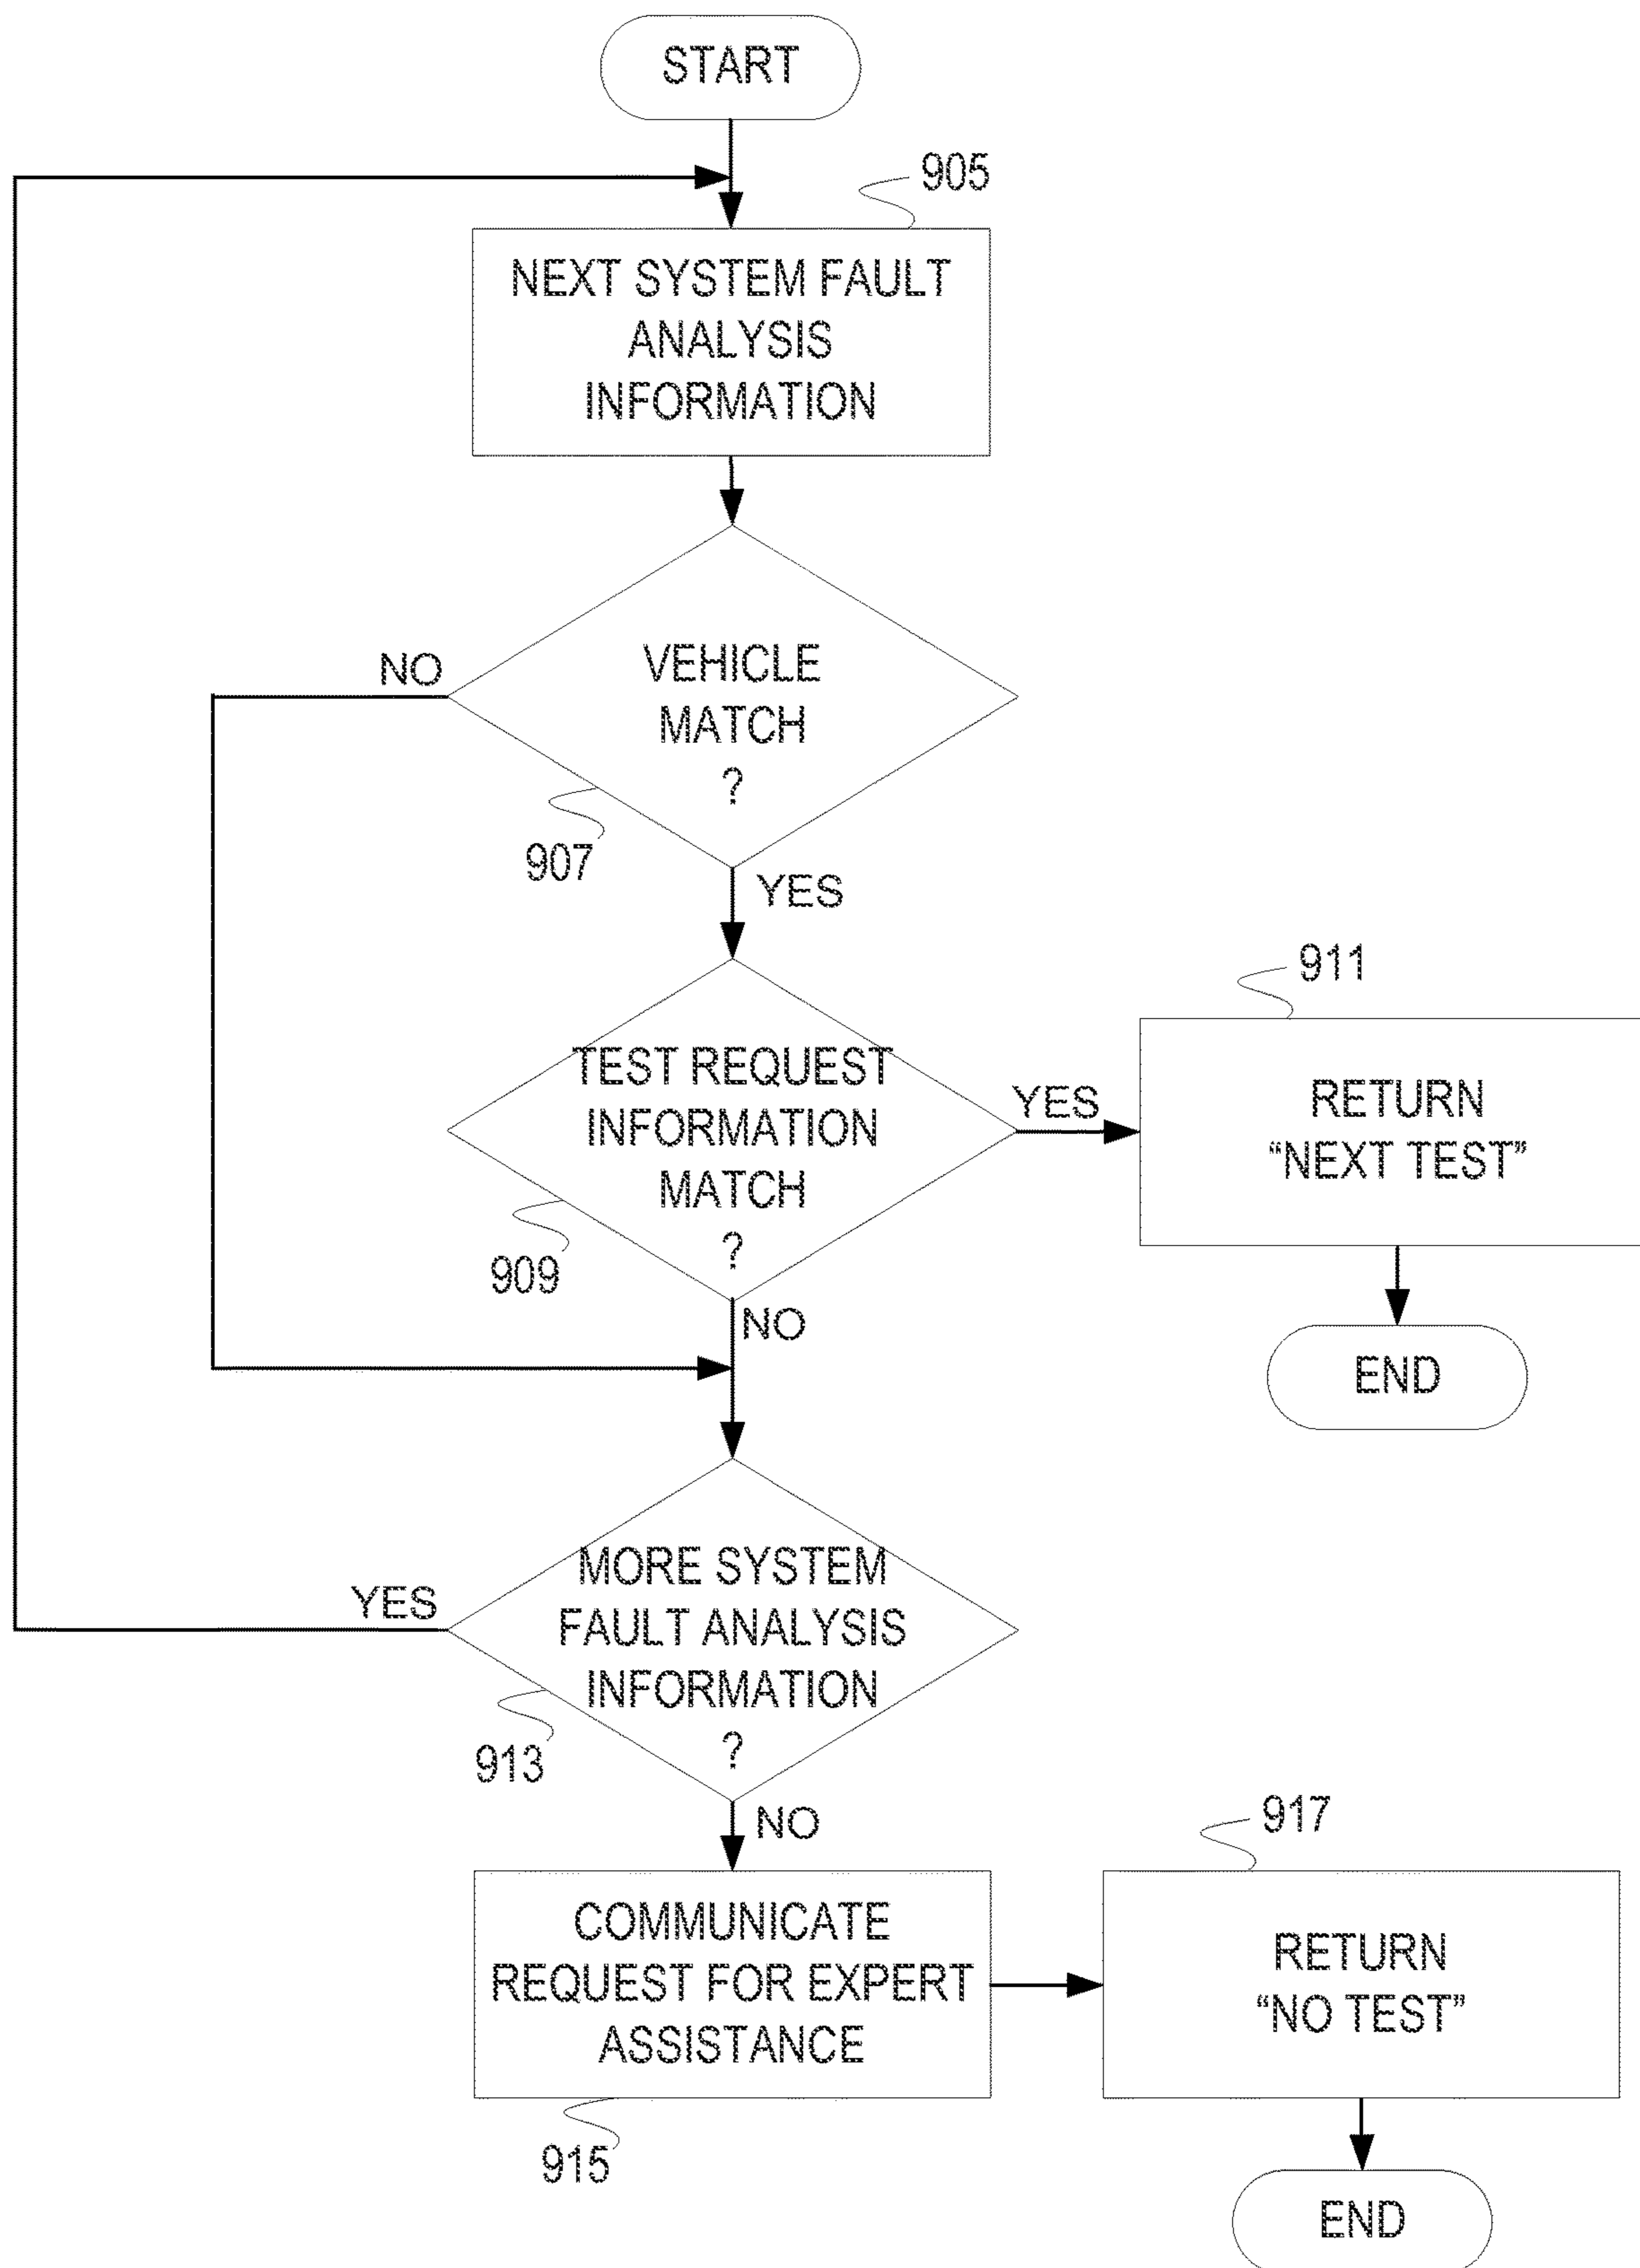 START
905
NEXT SYSTEM FAULT
ANALYSIS
INFORMATION
NO
VEHICLE
MATCH
?
907
YES
911
TEST REQUEST
INFORMATION
MATCH
?
YES
RETURN
“NEXT TEST”
909
NO
END
MORE SYSTEM
FAULT ANALYSIS
INFORMATION
?
YES
913
NO
917
COMMUNICATE
REQUEST FOR EXPERT
ASSISTANCE
RETURN
“NO TEST”
915
END